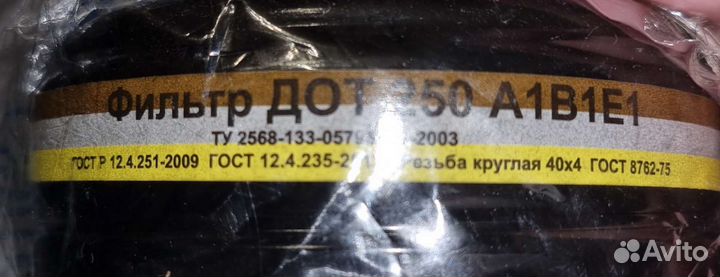 Фильтр ДОТ 250 А1В1Е1
ТУ 2568-133-0579 -2003
ГОСТ Р 12.4.251-2009 ГОСТ 12.4.235-2 Резьба круглая 40х4 ГОСТ 8762-75
Avito